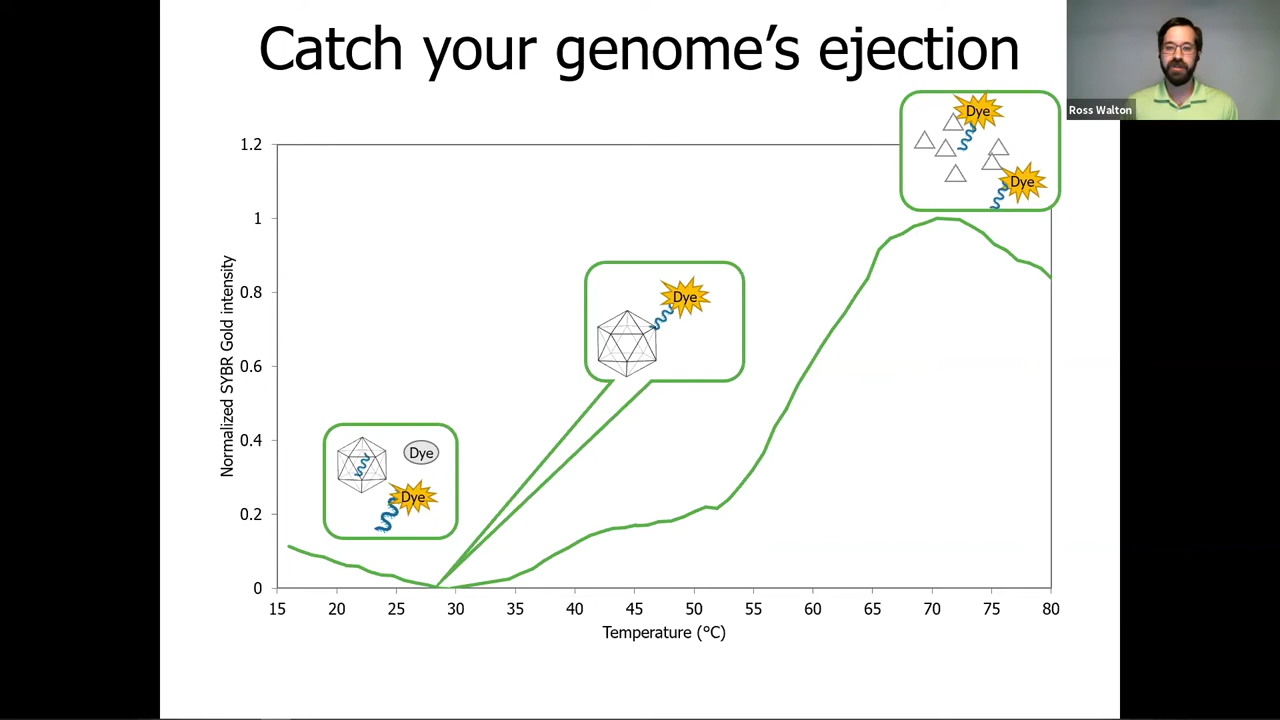 Catch your genome's ejection
Ross Walton
Dye
Dye
Dye
Dye
Dye
1.2
1
0.8
0.6
0.4
0.2
0
Normalized SYBR Gold intensity
15 20 25 30 35 40 45 50 55 60 65 70 75 80
Temperature (°C)